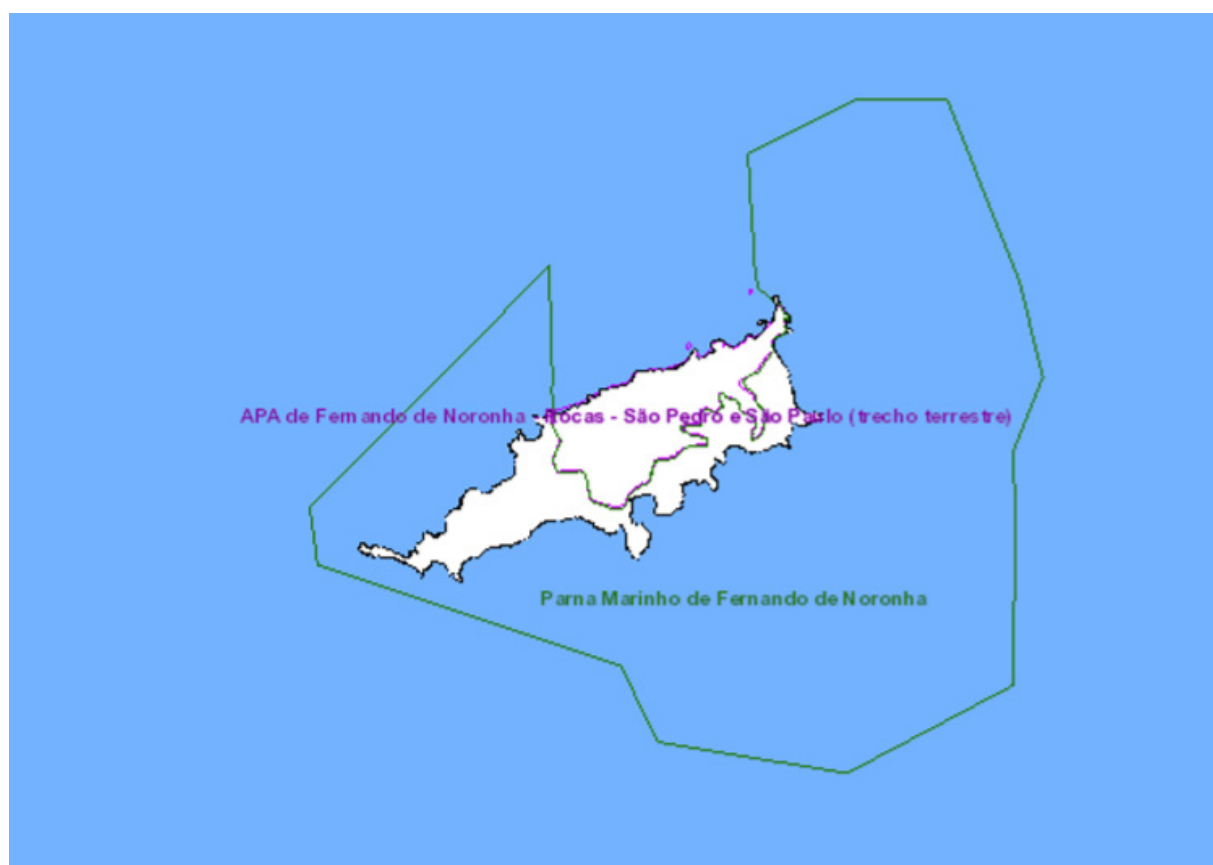 APA de Fernando de Noronha - Rocas - São Pedro e São Paulo (trecho terrestre)
Parna Marinho de Fernando de Noronha